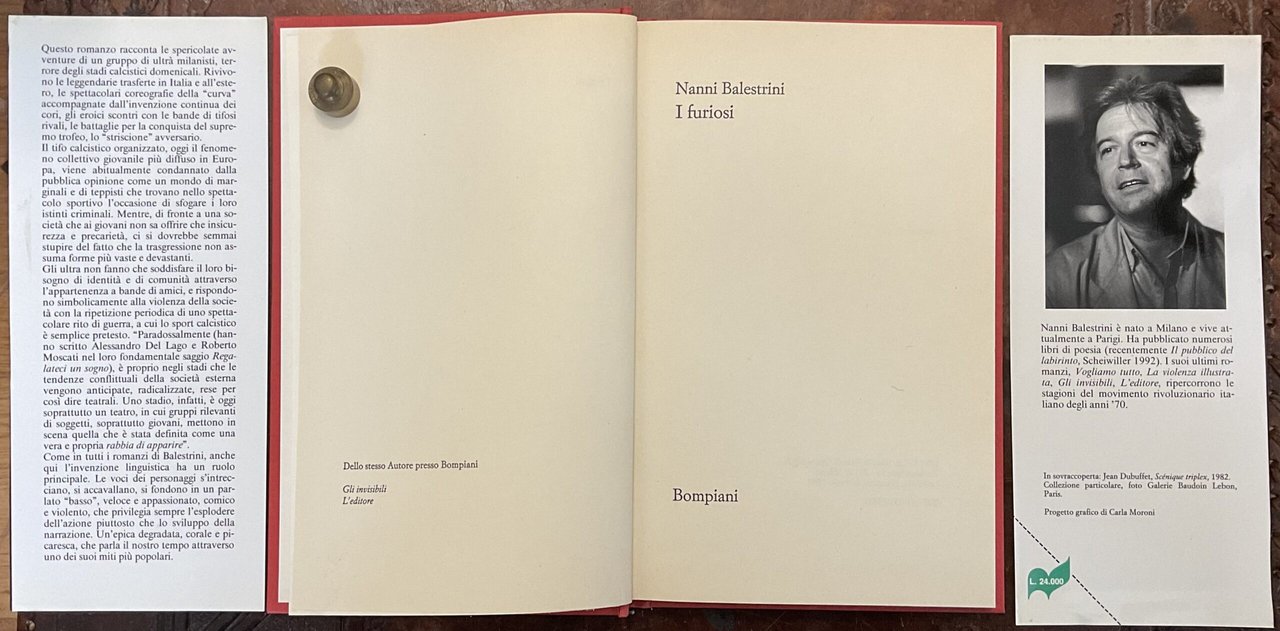 Questo romanzo racconta le spericolate av-
venture di un gruppo di ultrà milanisti, ter-
rore degli stadi calcistici domenicali. Rivivo-
no le leggendarie trasferte in Italia e all'este-
ro, le spettacolari coreografie della “curva”
accompagnate dall'invenzione continua dei
cori, gli eroici scontri con le bande di tifosi
rivali, le battaglie per la conquista del supre-
mo trofeo, lo “striscione” avversario.
Il tifo calcistico organizzato, oggi il fenome-
no collettivo giovanile più diffuso in Euro-
pa, viene abitualmente condannato dalla
pubblica opinione come un mondo di mar-
ginali e di teppisti che trovano nello spetta-
colo sportivo l'occasione di sfogare i loro
istinti criminali. Mentre, di fronte a una so-
cietà che ai giovani non sa offrire che insicu-
rezza e precarietà, ci si dovrebbe semmai
stupire del fatto che la trasgressione non as-
suma forme più vaste e devastanti.
Gli ultra non fanno che soddisfare il loro bi-
sogno di identità e di comunità attraverso
l'appartenenza a bande di amici, e rispondo-
no simbolicamente alla violenza della socie-
tà con la ripetizione periodica di uno spetta-
colare rito di guerra, a cui lo sport calcistico
è semplice pretesto. “Paradossalmente (han-
no scritto Alessandro Del Lago e Roberto
Moscati nel loro fondamentale saggio Rega-
lateci un sogno), è proprio negli stadi che le
tendenze conflittuali della società esterna
vengono anticipate, radicalizzate, rese per
così dire teatrali. Uno stadio, infatti, è oggi
soprattutto un teatro, in cui gruppi rilevanti
di soggetti, soprattutto giovani, mettono in
scena quella che è stata definita come una
vera e propria rabbia di apparire”.
Come in tutti i romanzi di Balestrini, anche
qui l'invenzione linguistica ha un ruolo
principale. Le voci dei personaggi s'intrec-
ciano, si accavallano, si fondono in un par-
lato “basso”, veloce e appassionato, comico
e violento, che privilegia sempre l'esplodere
dell'azione piuttosto che lo sviluppo della
narrazione. Un'epica degradata, corale e pi-
caresca, che parla il nostro tempo attraverso
uno dei suoi miti più popolari.
Dello stesso Autore presso Bompiani
Gli invisibili
L'editore
Nanni Balestrini
I furiosi
Bompiani
Nanni Balestrini è nato a Milano e vive at-
tualmente a Parigi. Ha pubblicato numerosi
libri di poesia (recentemente Il pubblico del
labirinto, Scheiwiller 1992). I suoi ultimi ro-
manzi, Vogliamo tutto, La violenza illustra-
ta, Gli invisibili, L'editore, ripercorrono le
stagioni del movimento rivoluzionario ita-
liano degli anni '70.
In sovraccoperta: Jean Dubuffet, Scénique triplex, 1982.
Collezione particolare, foto Galerie Baudoin Lebon,
Paris.
Progetto grafico di Carla Moroni
L. 24.000